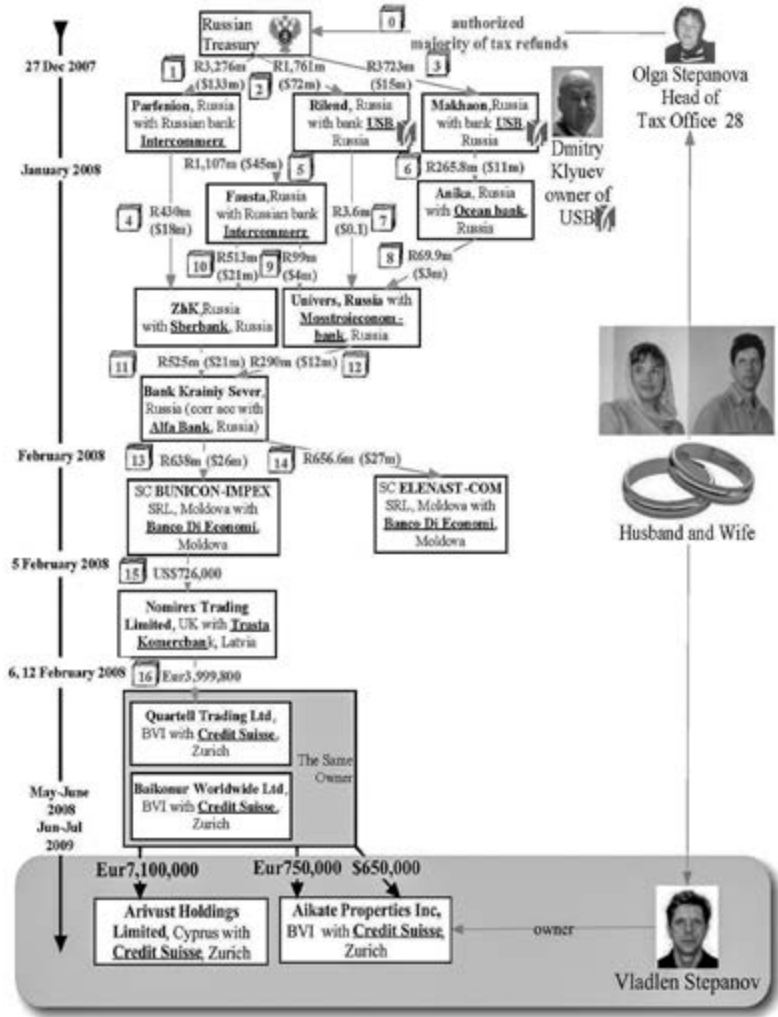 Russian
Treasury
0
authorized
majority of tax refunds
Olga Stepanova
Head of
Tax Office 28
27 Dec 2007
1
R3,276m
($133m)
2
R1,761m
($72m)
3
R3723m
($15m)
Parfenion, Russia
with Russian bank
Intercommerz
Rilend, Russia
with bank USB,
Russia
Makhaon,Russia
with bank USB,
Russia
Dmitry
Klyuev
owner of
USB
January 2008
R1,107m ($45m)
5
6
R265.8m ($11m)
4
R430m
($18m)
Fausta,Russia
with Russian bank
Intercommerz
R3.6m
($0.1)
7
Anika, Russia
with Ocean bank,
Russia
10
R513m
($21m)
9
R99m
($4m)
8
R69.9m
($3m)
ZhK,Russia
with Sberbank, Russia
Univers, Russia with
Mosstroieconom-
bank, Russia
11
R525m ($21m)
R290m ($12m)
12
Bank Krainiy Sever,
Russia (corr acc with
Alfa Bank, Russia)
February 2008
13
R638m ($26m)
14
R656.6m ($27m)
SC BUNICON-IMPEX
SRL, Moldova with
Banco Di Economi,
Moldova
SC ELENAST-COM
SRL, Moldova with
Banco Di Economi,
Moldova
Husband and Wife
5 February 2008
15
US$726,000
Nomirex Trading
Limited, UK with Trasta
Komercbank, Latvia
6, 12 February 2008
16
Eur3,999,800
Quartell Trading Ltd,
BVI with Credit Suisse,
Zurich
The Same
Owner
Baikonur Worldwide Ltd,
BVI with Credit Suisse,
Zurich
May-June
2008
Jun-Jul
2009
Eur7,100,000
Eur750,000
$650,000
Arivust Holdings
Limited, Cyprus with
Credit Suisse, Zurich
Aikate Properties Inc,
BVI with Credit Suisse,
Zurich
owner
Vladlen Stepanov